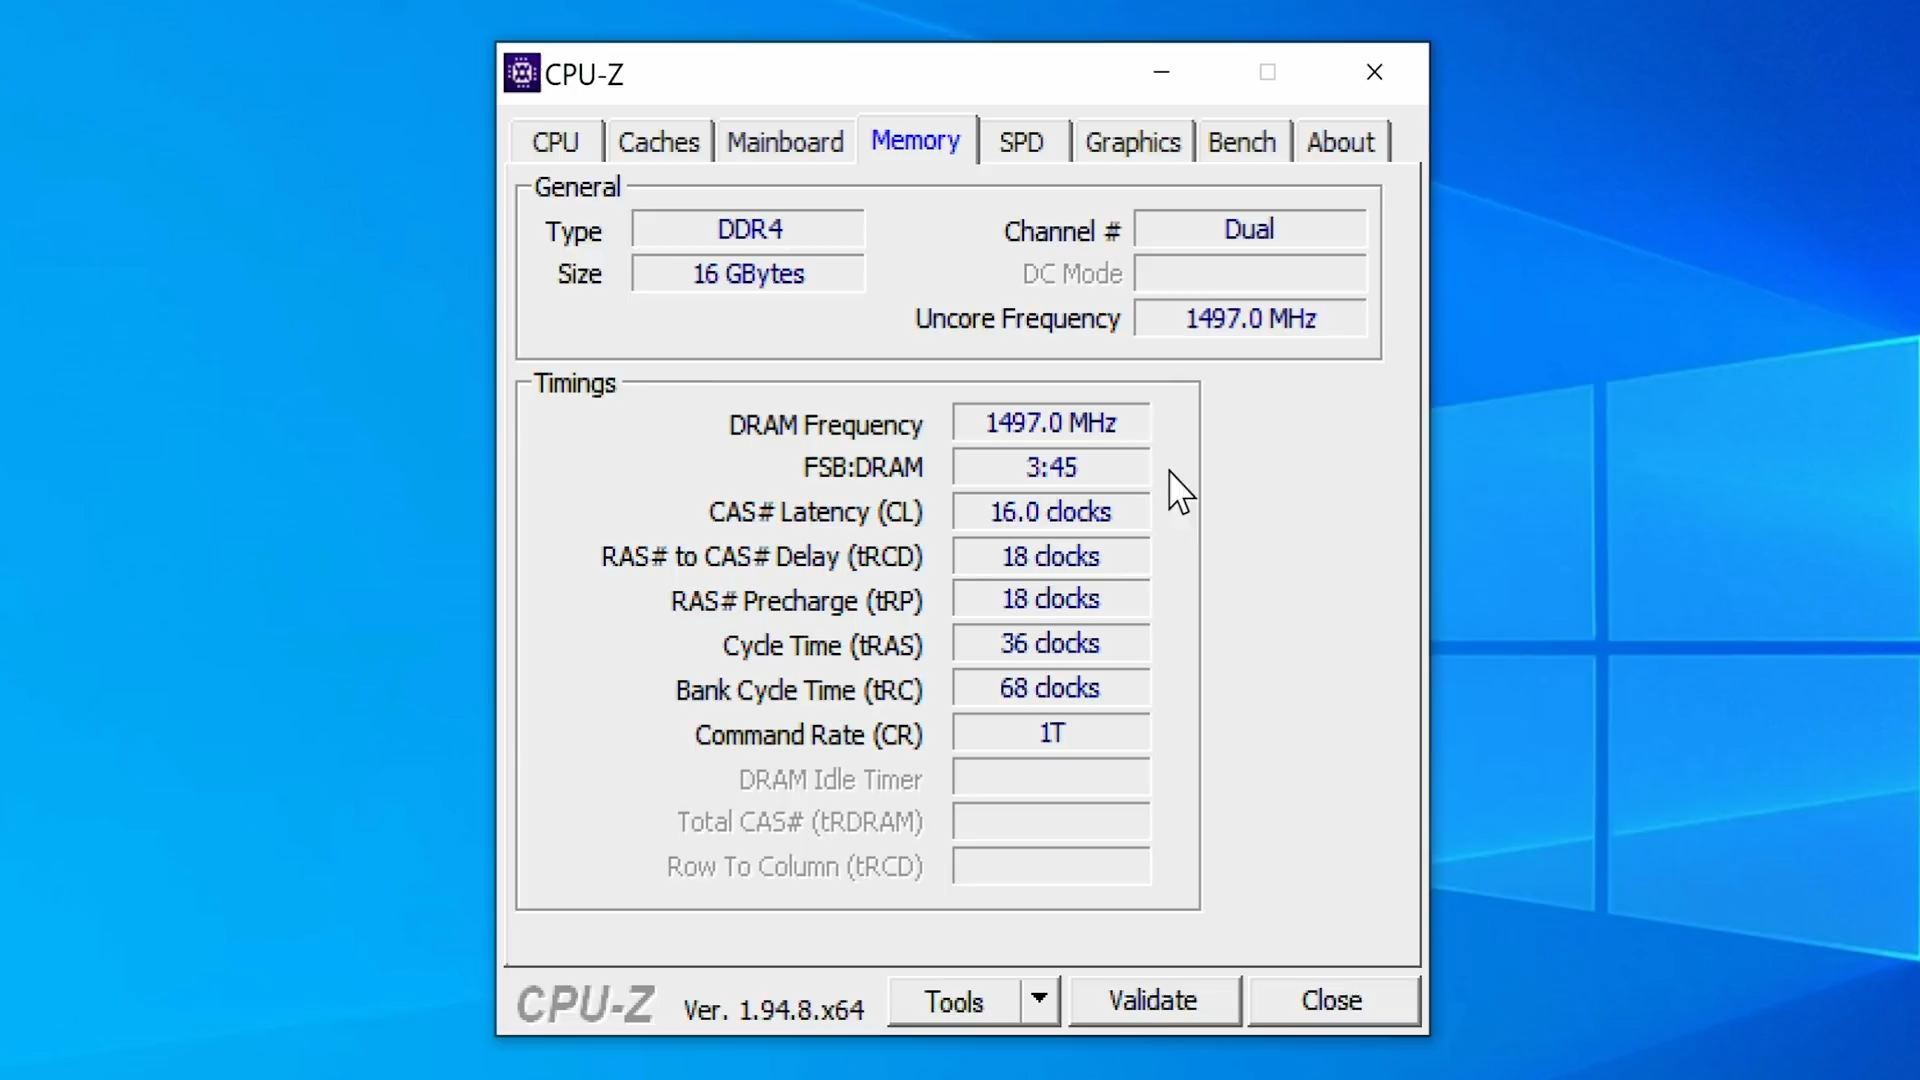 CPU-Z
CPU Caches Mainboard Memory SPD Graphics Bench About
General
Type DDR4 Channel # Dual
Size 16 GBytes DC Mode
Uncore Frequency 1497.0 MHz
Timings
DRAM Frequency 1497.0 MHz
FSB:DRAM 3:45
CAS# Latency (CL) 16.0 clocks
RAS# to CAS# Delay (tRCD) 18 clocks
RAS# Precharge (tRP) 18 clocks
Cycle Time (tRAS) 36 clocks
Bank Cycle Time (tRC) 68 clocks
Command Rate (CR) 1T
DRAM Idle Timer
Total CAS# (tRDRAM)
Row To Column (tRCD)
CPU-Z Ver. 1.94.8.x64 Tools Validate Close